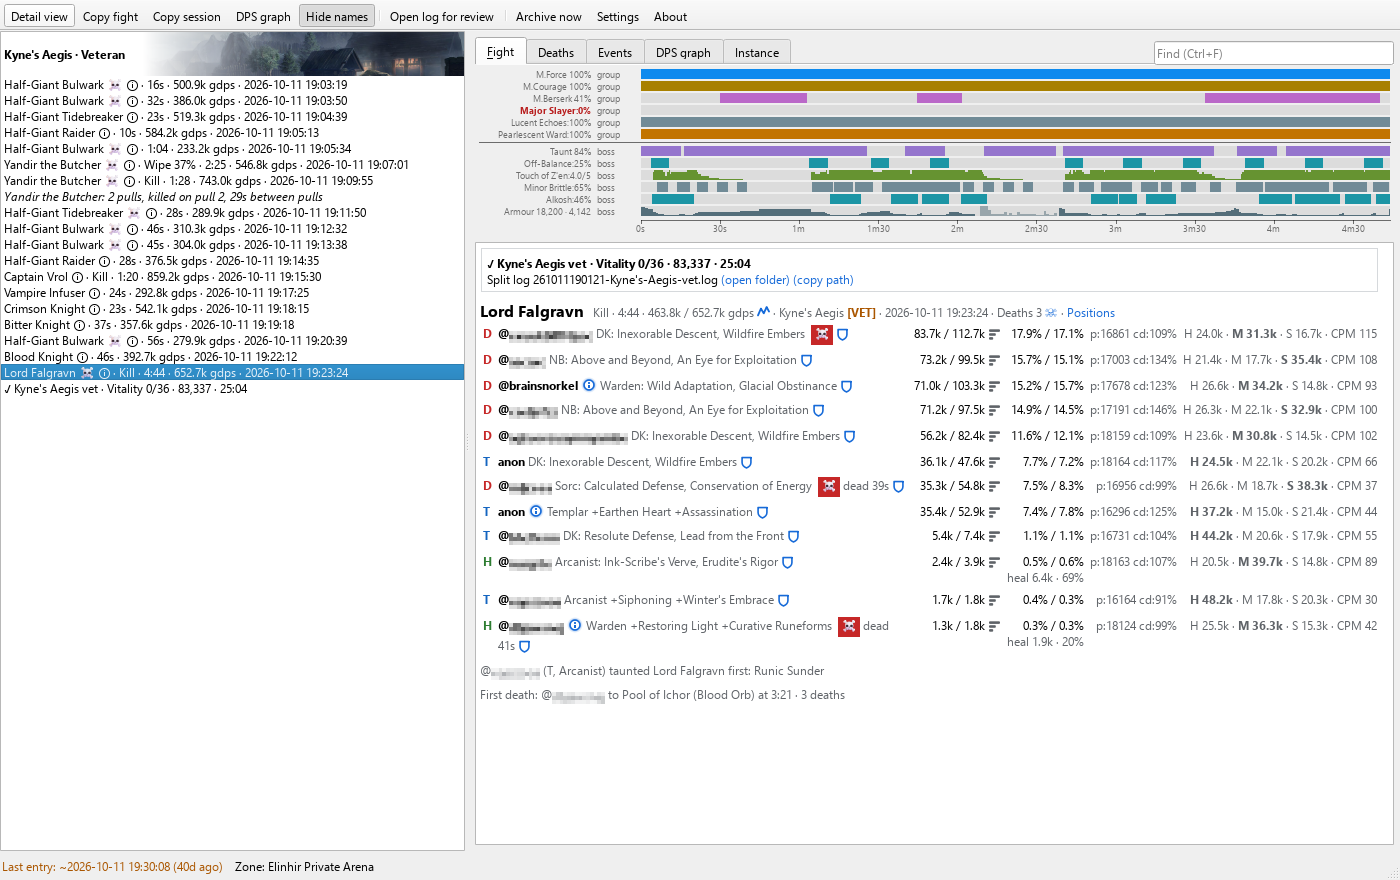 Detail view Copy fight Copy session DPS graph Hide names Open log for review Archive now Settings About
Kyne's Aegis · Veteran
Half-Giant Bulwark · 16s · 500.9k gdps · 2026-10-11 19:03:19
Half-Giant Bulwark · 32s · 386.0k gdps · 2026-10-11 19:03:50
Half-Giant Tidebreaker · 23s · 519.3k gdps · 2026-10-11 19:04:39
Half-Giant Raider · 10s · 584.2k gdps · 2026-10-11 19:05:13
Half-Giant Bulwark · 1:04 · 233.2k gdps · 2026-10-11 19:05:34
Yandir the Butcher · Wipe 37% · 2:25 · 546.8k gdps · 2026-10-11 19:07:01
Yandir the Butcher · Kill · 1:28 · 743.0k gdps · 2026-10-11 19:09:55
Yandir the Butcher: 2 pulls, killed on pull 2, 29s between pulls
Half-Giant Tidebreaker · 28s · 289.9k gdps · 2026-10-11 19:11:50
Half-Giant Bulwark · 46s · 310.3k gdps · 2026-10-11 19:12:32
Half-Giant Bulwark · 45s · 304.0k gdps · 2026-10-11 19:13:38
Half-Giant Raider · 28s · 376.5k gdps · 2026-10-11 19:14:35
Captain Vrol · Kill · 1:20 · 859.2k gdps · 2026-10-11 19:15:30
Vampire Infuser · 24s · 292.8k gdps · 2026-10-11 19:17:25
Crimson Knight · 23s · 542.1k gdps · 2026-10-11 19:18:15
Bitter Knight · 37s · 357.6k gdps · 2026-10-11 19:19:18
Half-Giant Bulwark · 56s · 279.9k gdps · 2026-10-11 19:20:39
Blood Knight · 46s · 392.7k gdps · 2026-10-11 19:22:12
Lord Falgravn · Kill · 4:44 · 652.7k gdps · 2026-10-11 19:23:24
✓ Kyne's Aegis vet · Vitality 0/36 · 83,337 · 25:04
Fight Deaths Events DPS graph Instance Find (Ctrl+F)
M.Force 100% group
M.Courage 100% group
M.Berserk 41% group
Major Slayer:0% group
Lucent Echoes:100% group
Pearlescent Ward:100% group
Taunt 84% boss
Off-Balance:25% boss
Touch of Z'en:4.0/5 boss
Minor Brittle:65% boss
Alkosh:46% boss
Armour 18,200 · 4,142 boss
0s 30s 1m 1m30 2m 2m30 3m 3m30 4m 4m30
✓ Kyne's Aegis vet · Vitality 0/36 · 83,337 · 25:04
Split log 261011190121-Kyne's-Aegis-vet.log (open folder) (copy path)
Lord Falgravn Kill · 4:44 · 463.8k / 652.7k gdps · Kyne's Aegis [VET] · 2026-10-11 19:23:24 · Deaths 3 · Positions
D @ DK: Inexorable Descent, Wildfire Embers 83.7k / 112.7k 17.9% / 17.1% p:16861 cd:109% H 24.0k · M 31.3k · S 16.7k · CPM 115
D @ NB: Above and Beyond, An Eye for Exploitation 73.2k / 99.5k 15.7% / 15.1% p:17003 cd:134% H 21.4k · M 17.7k · S 35.4k · CPM 108
D @brainsnorkel Warden: Wild Adaptation, Glacial Obstinance 71.0k / 103.3k 15.2% / 15.7% p:17678 cd:123% H 26.6k · M 34.2k · S 14.8k · CPM 93
D @ NB: Above and Beyond, An Eye for Exploitation 71.2k / 97.5k 14.9% / 14.5% p:17191 cd:146% H 26.3k · M 22.1k · S 32.9k · CPM 100
D @ DK: Inexorable Descent, Wildfire Embers 56.2k / 82.4k 11.6% / 12.1% p:18159 cd:109% H 23.6k · M 30.8k · S 14.5k · CPM 102
T anon DK: Inexorable Descent, Wildfire Embers 36.1k / 47.6k 7.7% / 7.2% p:18164 cd:117% H 24.5k · M 22.1k · S 20.2k · CPM 66
D @ Sorc: Calculated Defense, Conservation of Energy dead 39s 35.3k / 54.8k 7.5% / 8.3% p:16956 cd:99% H 26.6k · M 18.7k · S 38.3k · CPM 37
T anon Templar +Earthen Heart +Assassination 35.4k / 52.9k 7.4% / 7.8% p:16296 cd:125% H 37.2k · M 15.0k · S 21.4k · CPM 44
T @ DK: Resolute Defense, Lead from the Front 5.4k / 7.4k 1.1% / 1.1% p:16731 cd:104% H 44.2k · M 20.6k · S 17.9k · CPM 55
H @ Arcanist: Ink-Scribe's Verve, Erudite's Rigor 2.4k / 3.9k 0.5% / 0.6% p:18163 cd:107% H 20.5k · M 39.7k · S 14.8k · CPM 89
heal 6.4k · 69%
T @ Arcanist +Siphoning +Winter's Embrace 1.7k / 1.8k 0.4% / 0.3% p:16164 cd:91% H 48.2k · M 17.8k · S 20.3k · CPM 30
H @ Warden +Restoring Light +Curative Runeforms dead 1.3k / 1.8k 0.3% / 0.3% p:18124 cd:99% H 25.5k · M 36.3k · S 15.3k · CPM 42
41s heal 1.9k · 20%
@ (T, Arcanist) taunted Lord Falgravn first: Runic Sunder
First death: @ to Pool of Ichor (Blood Orb) at 3:21 · 3 deaths
Last entry: ~2026-10-11 19:30:08 (40d ago) Zone: Elinhir Private Arena